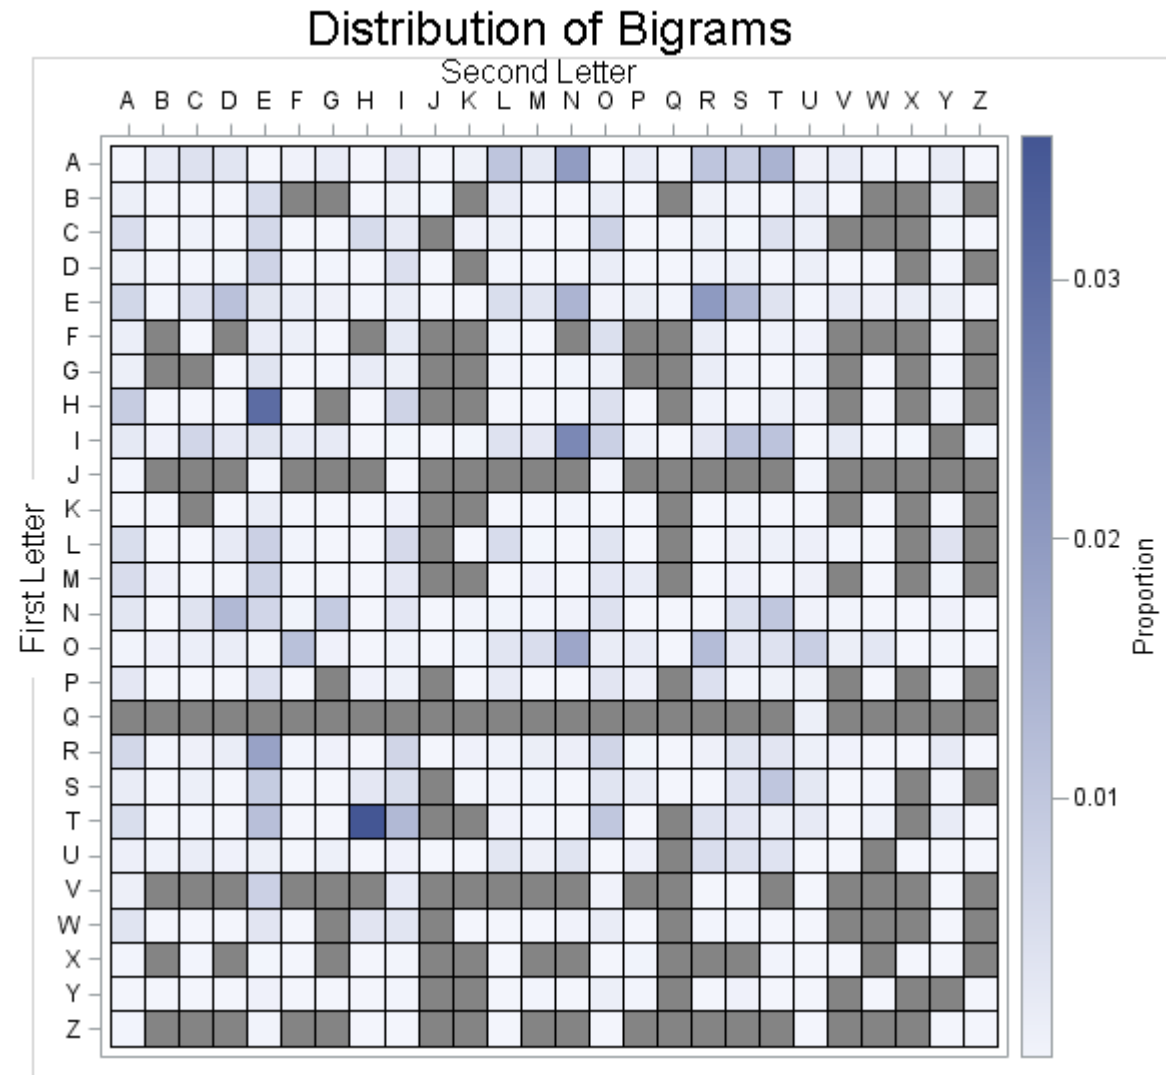 Distribution of Bigrams
Second Letter
A B C D E F G H I J K L M N O P Q R S T U V W X Y Z
A
B
C
D
E
F
G
H
I
J
K
L
M
N
O
P
Q
R
S
T
U
V
W
X
Y
Z
First Letter
0.03
0.02
0.01
Proportion